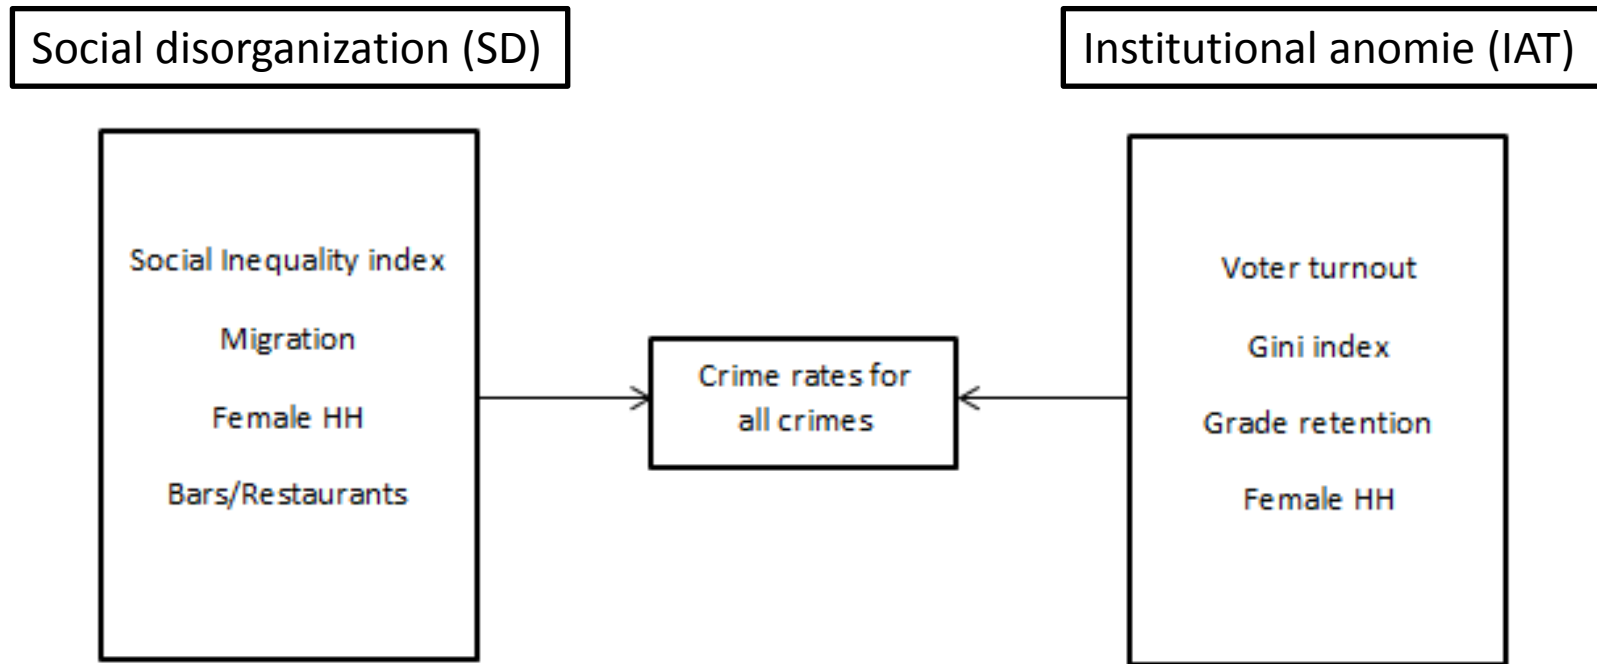 Social disorganization (SD)
Institutional anomie (IAT)
Social Inequality index
Migration
Female HH
Bars/Restaurants
Crime rates for
all crimes
Voter turnout
Gini index
Grade retention
Female HH